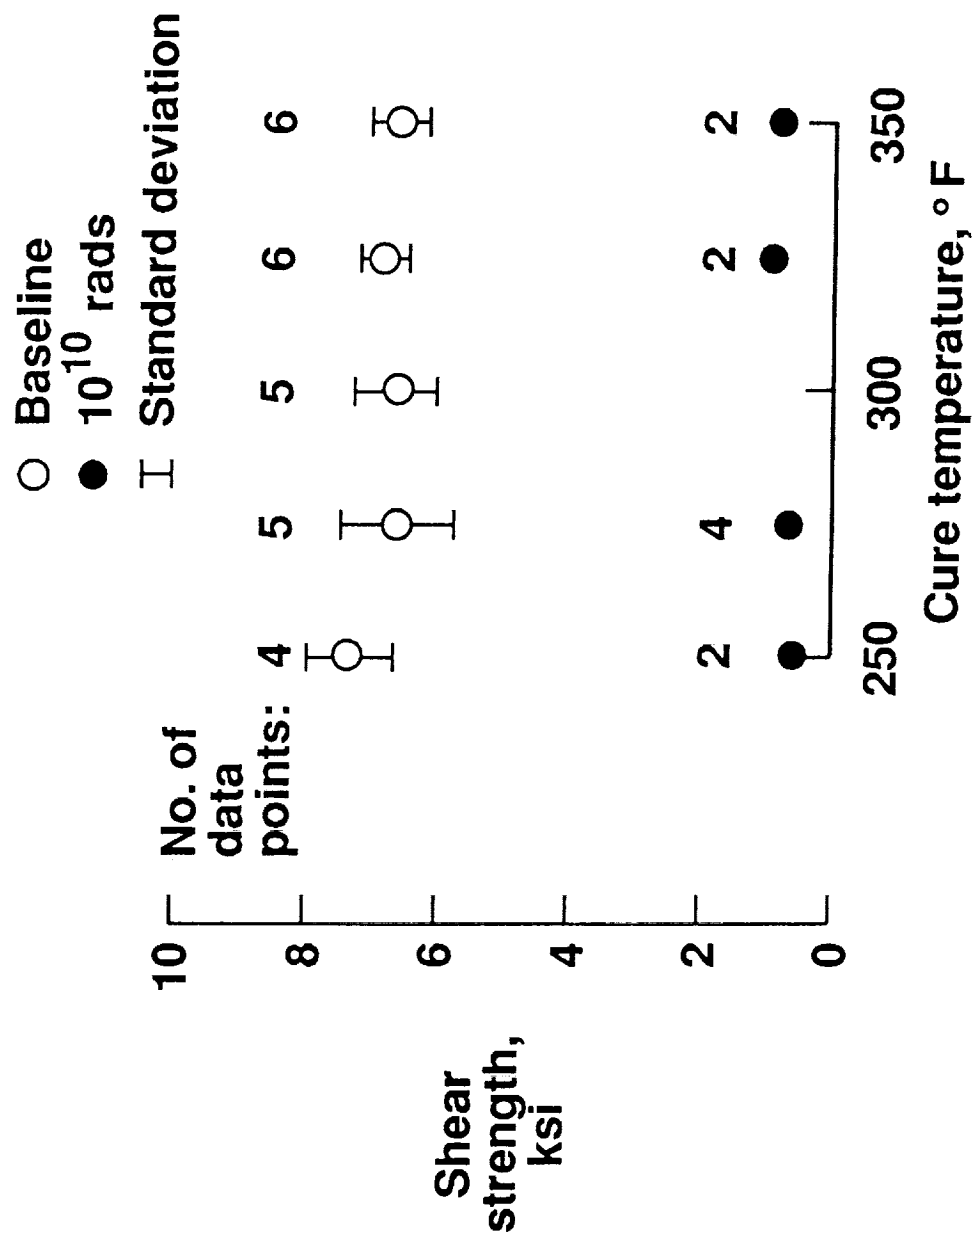 Baseline
10¹⁰ rads
Standard deviation
No. of
data
points:
4 5 5 6 6
2 4 2 2
10
8
6
4
2
0
Shear
strength,
ksi
250 300 350
Cure temperature, °F